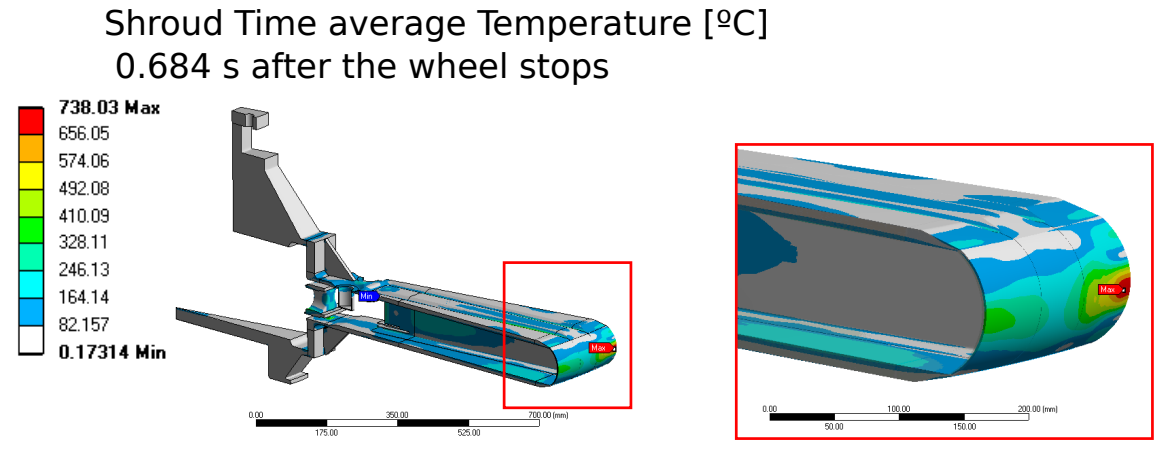 Shroud Time average Temperature [ºC]
0.684 s after the wheel stops
738.03 Max
656.05
574.06
492.08
410.09
328.11
246.13
164.14
82.157
0.17314 Min
Min
Max
0.00 350.00 700.00 (mm)
175.00 525.00
Max
0.00 100.00 200.00 (mm)
50.00 150.00